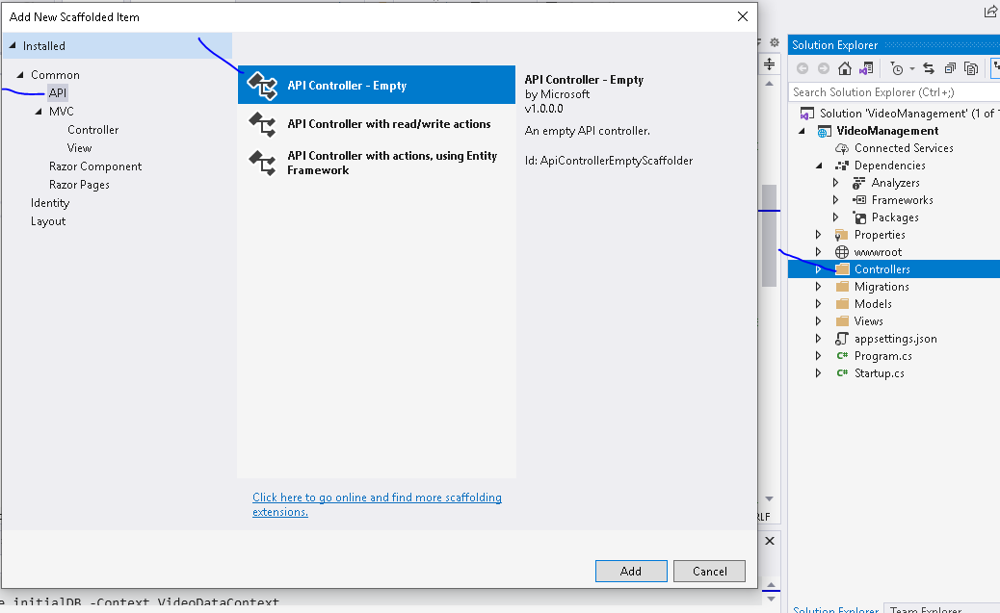 Add New Scaffolded Item
Installed
Common
API
MVC
Controller
View
Razor Component
Razor Pages
Identity
Layout
API Controller - Empty
API Controller with read/write actions
API Controller with actions, using Entity
Framework
API Controller - Empty
by Microsoft
v1.0.0.0
An empty API controller.
Id: ApiControllerEmptyScaffolder
Click here to go online and find more scaffolding
extensions.
Add
Cancel
Solution Explorer
Search Solution Explorer (Ctrl+;)
Solution 'VideoManagement' (1 of 1
VideoManagement
Connected Services
Dependencies
Analyzers
Frameworks
Packages
Properties
wwwroot
Controllers
Migrations
Models
Views
appsettings.json
C# Program.cs
C# Startup.cs
RLF
e initialDB -Context VideoDataContext
Solution Explorer
Team Explorer